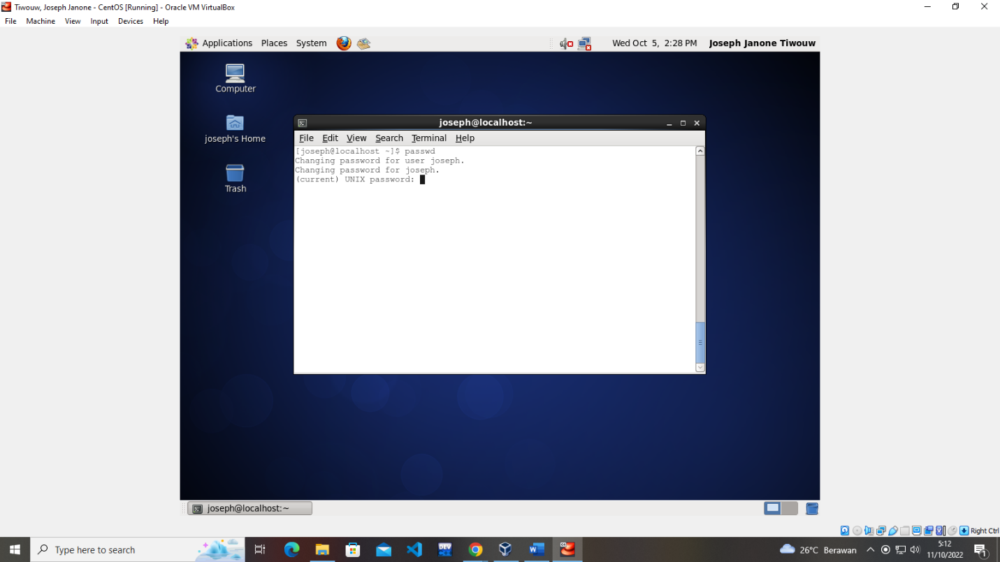 Tiwouw, Joseph Janone - CentOS [Running] - Oracle VM VirtualBox
File Machine View Input Devices Help
Applications Places System Wed Oct 5, 2:28 PM Joseph Janone Tiwouw
Computer
joseph's Home
Trash
joseph@localhost:~
File Edit View Search Terminal Help
[joseph@localhost ~]$ passwd
Changing password for user joseph.
Changing password for joseph.
(current) UNIX password:
joseph@localhost:~
Right Ctrl
Type here to search
26°C Berawan
5:12
11/10/2022
1